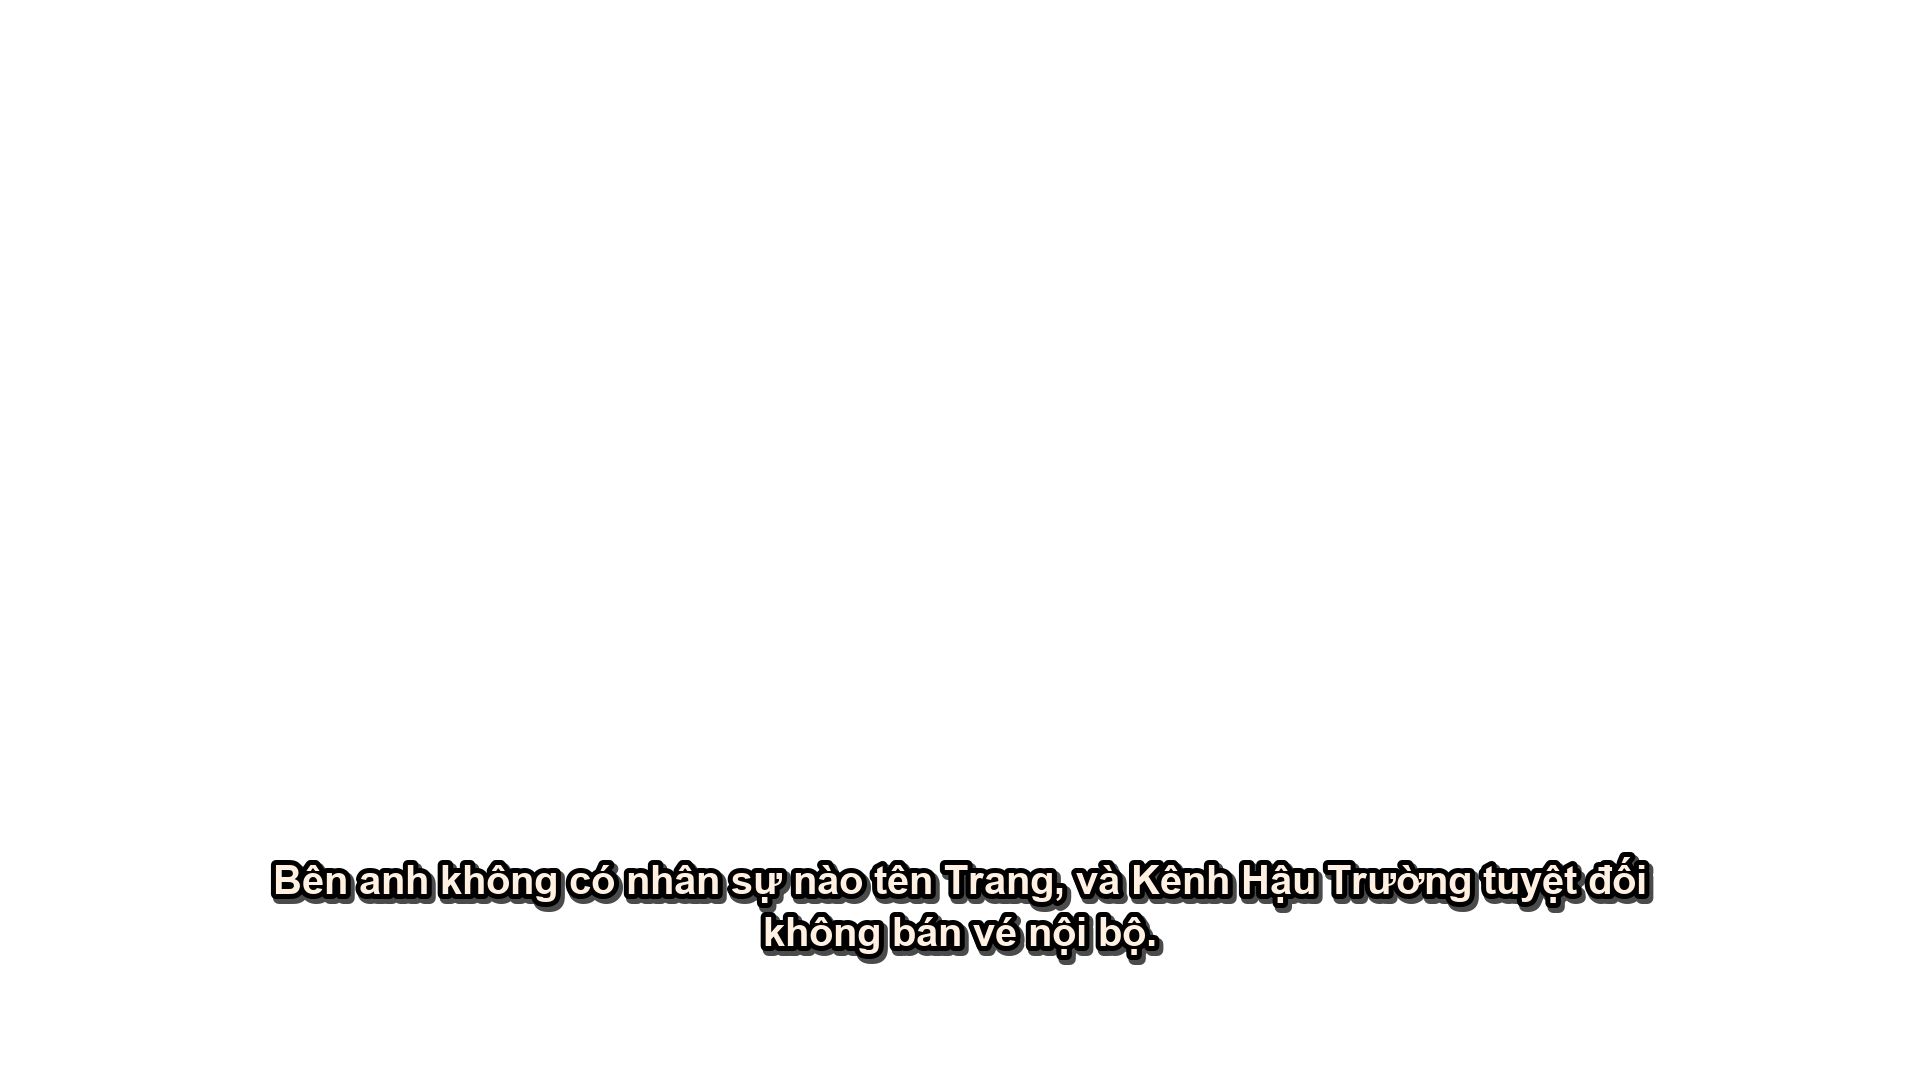 Bên anh không có nhân sự nào tên Trang, và Kênh Hậu Trường tuyệt đối
không bán vé nội bộ.